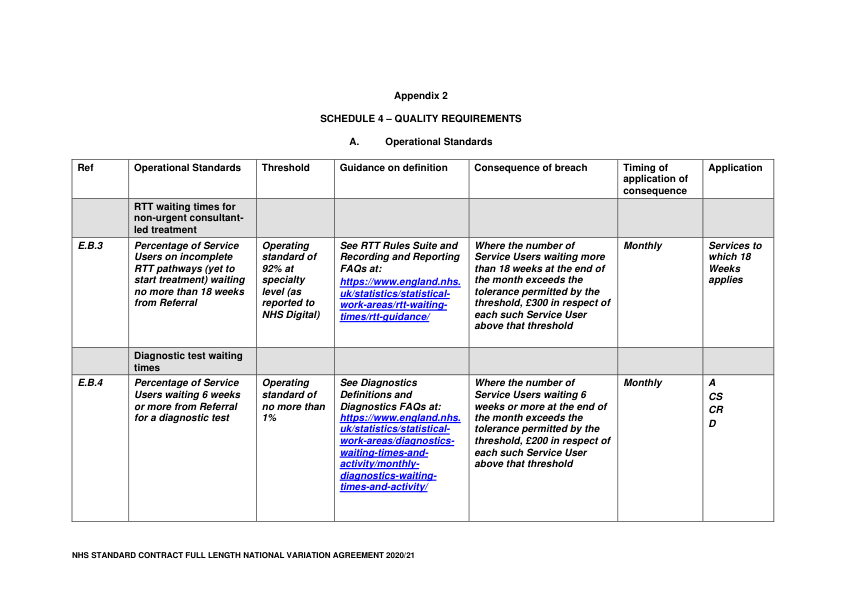 Appendix 2
SCHEDULE 4 – QUALITY REQUIREMENTS
A. Operational Standards
Ref
Operational Standards
Threshold
Guidance on definition
Consequence of breach
Timing of
application of
consequence
Application
RTT waiting times for
non-urgent consultant-
led treatment
E.B.3
Percentage of Service
Users on incomplete
RTT pathways (yet to
start treatment) waiting
no more than 18 weeks
from Referral
Operating
standard of
92% at
specialty
level (as
reported to
NHS Digital)
See RTT Rules Suite and
Recording and Reporting
FAQs at:
https://www.england.nhs.
uk/statistics/statistical-
work-areas/rtt-waiting-
times/rtt-guidance/
Where the number of
Service Users waiting more
than 18 weeks at the end of
the month exceeds the
tolerance permitted by the
threshold, £300 in respect of
each such Service User
above that threshold
Monthly
Services to
which 18
Weeks
applies
Diagnostic test waiting
times
E.B.4
Percentage of Service
Users waiting 6 weeks
or more from Referral
for a diagnostic test
Operating
standard of
no more than
1%
See Diagnostics
Definitions and
Diagnostics FAQs at:
https://www.england.nhs.
uk/statistics/statistical-
work-areas/diagnostics-
waiting-times-and-
activity/monthly-
diagnostics-waiting-
times-and-activity/
Where the number of
Service Users waiting 6
weeks or more at the end of
the month exceeds the
tolerance permitted by the
threshold, £200 in respect of
each such Service User
above that threshold
Monthly
A
CS
CR
D
NHS STANDARD CONTRACT FULL LENGTH NATIONAL VARIATION AGREEMENT 2020/21